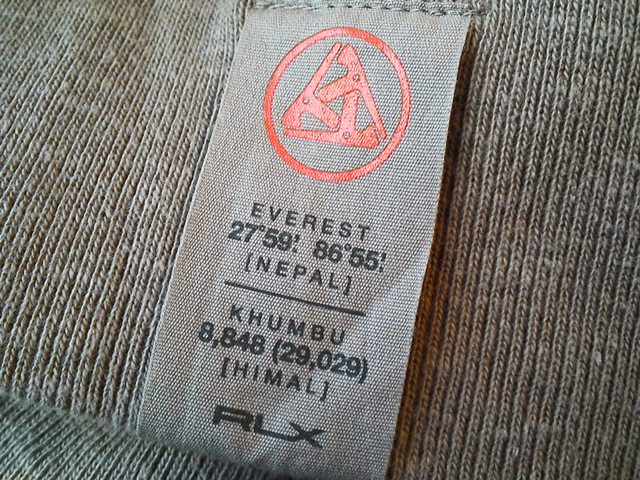 EVEREST
27°59' 86°55'
[NEPAL]
KHUMBU
8,848 (29,029)
[HIMAL]
RLX